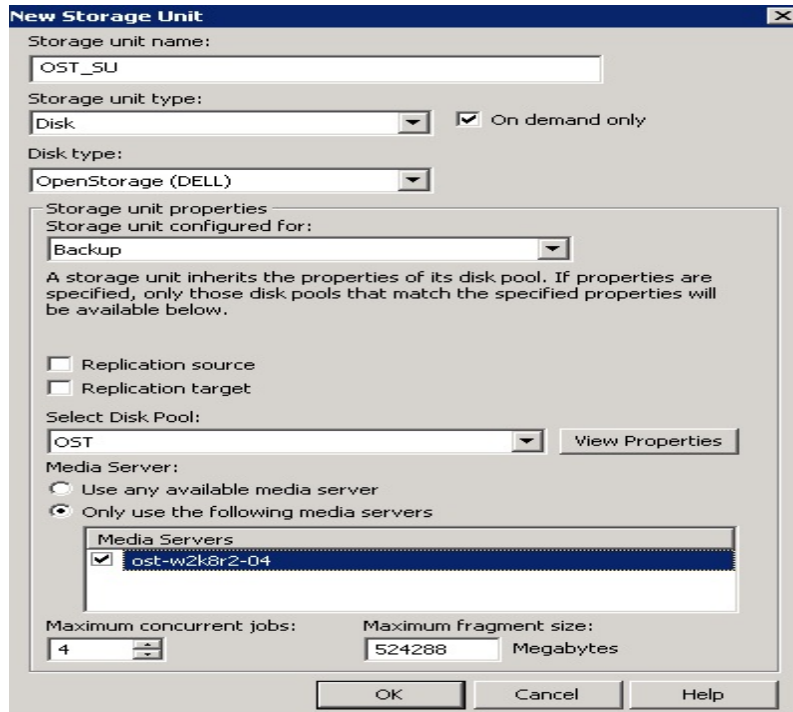 New Storage Unit
Storage unit name:
OST_SU
Storage unit type:
Disk
On demand only
Disk type:
OpenStorage (DELL)
Storage unit properties
Storage unit configured for:
Backup
A storage unit inherits the properties of its disk pool. If properties are
specified, only those disk pools that match the specified properties will
be available below.
Replication source
Replication target
Select Disk Pool:
OST
View Properties
Media Server:
Use any available media server
Only use the following media servers
Media Servers
ost-w2k8r2-04
Maximum concurrent jobs:
Maximum fragment size:
4
524288
Megabytes
OK
Cancel
Help